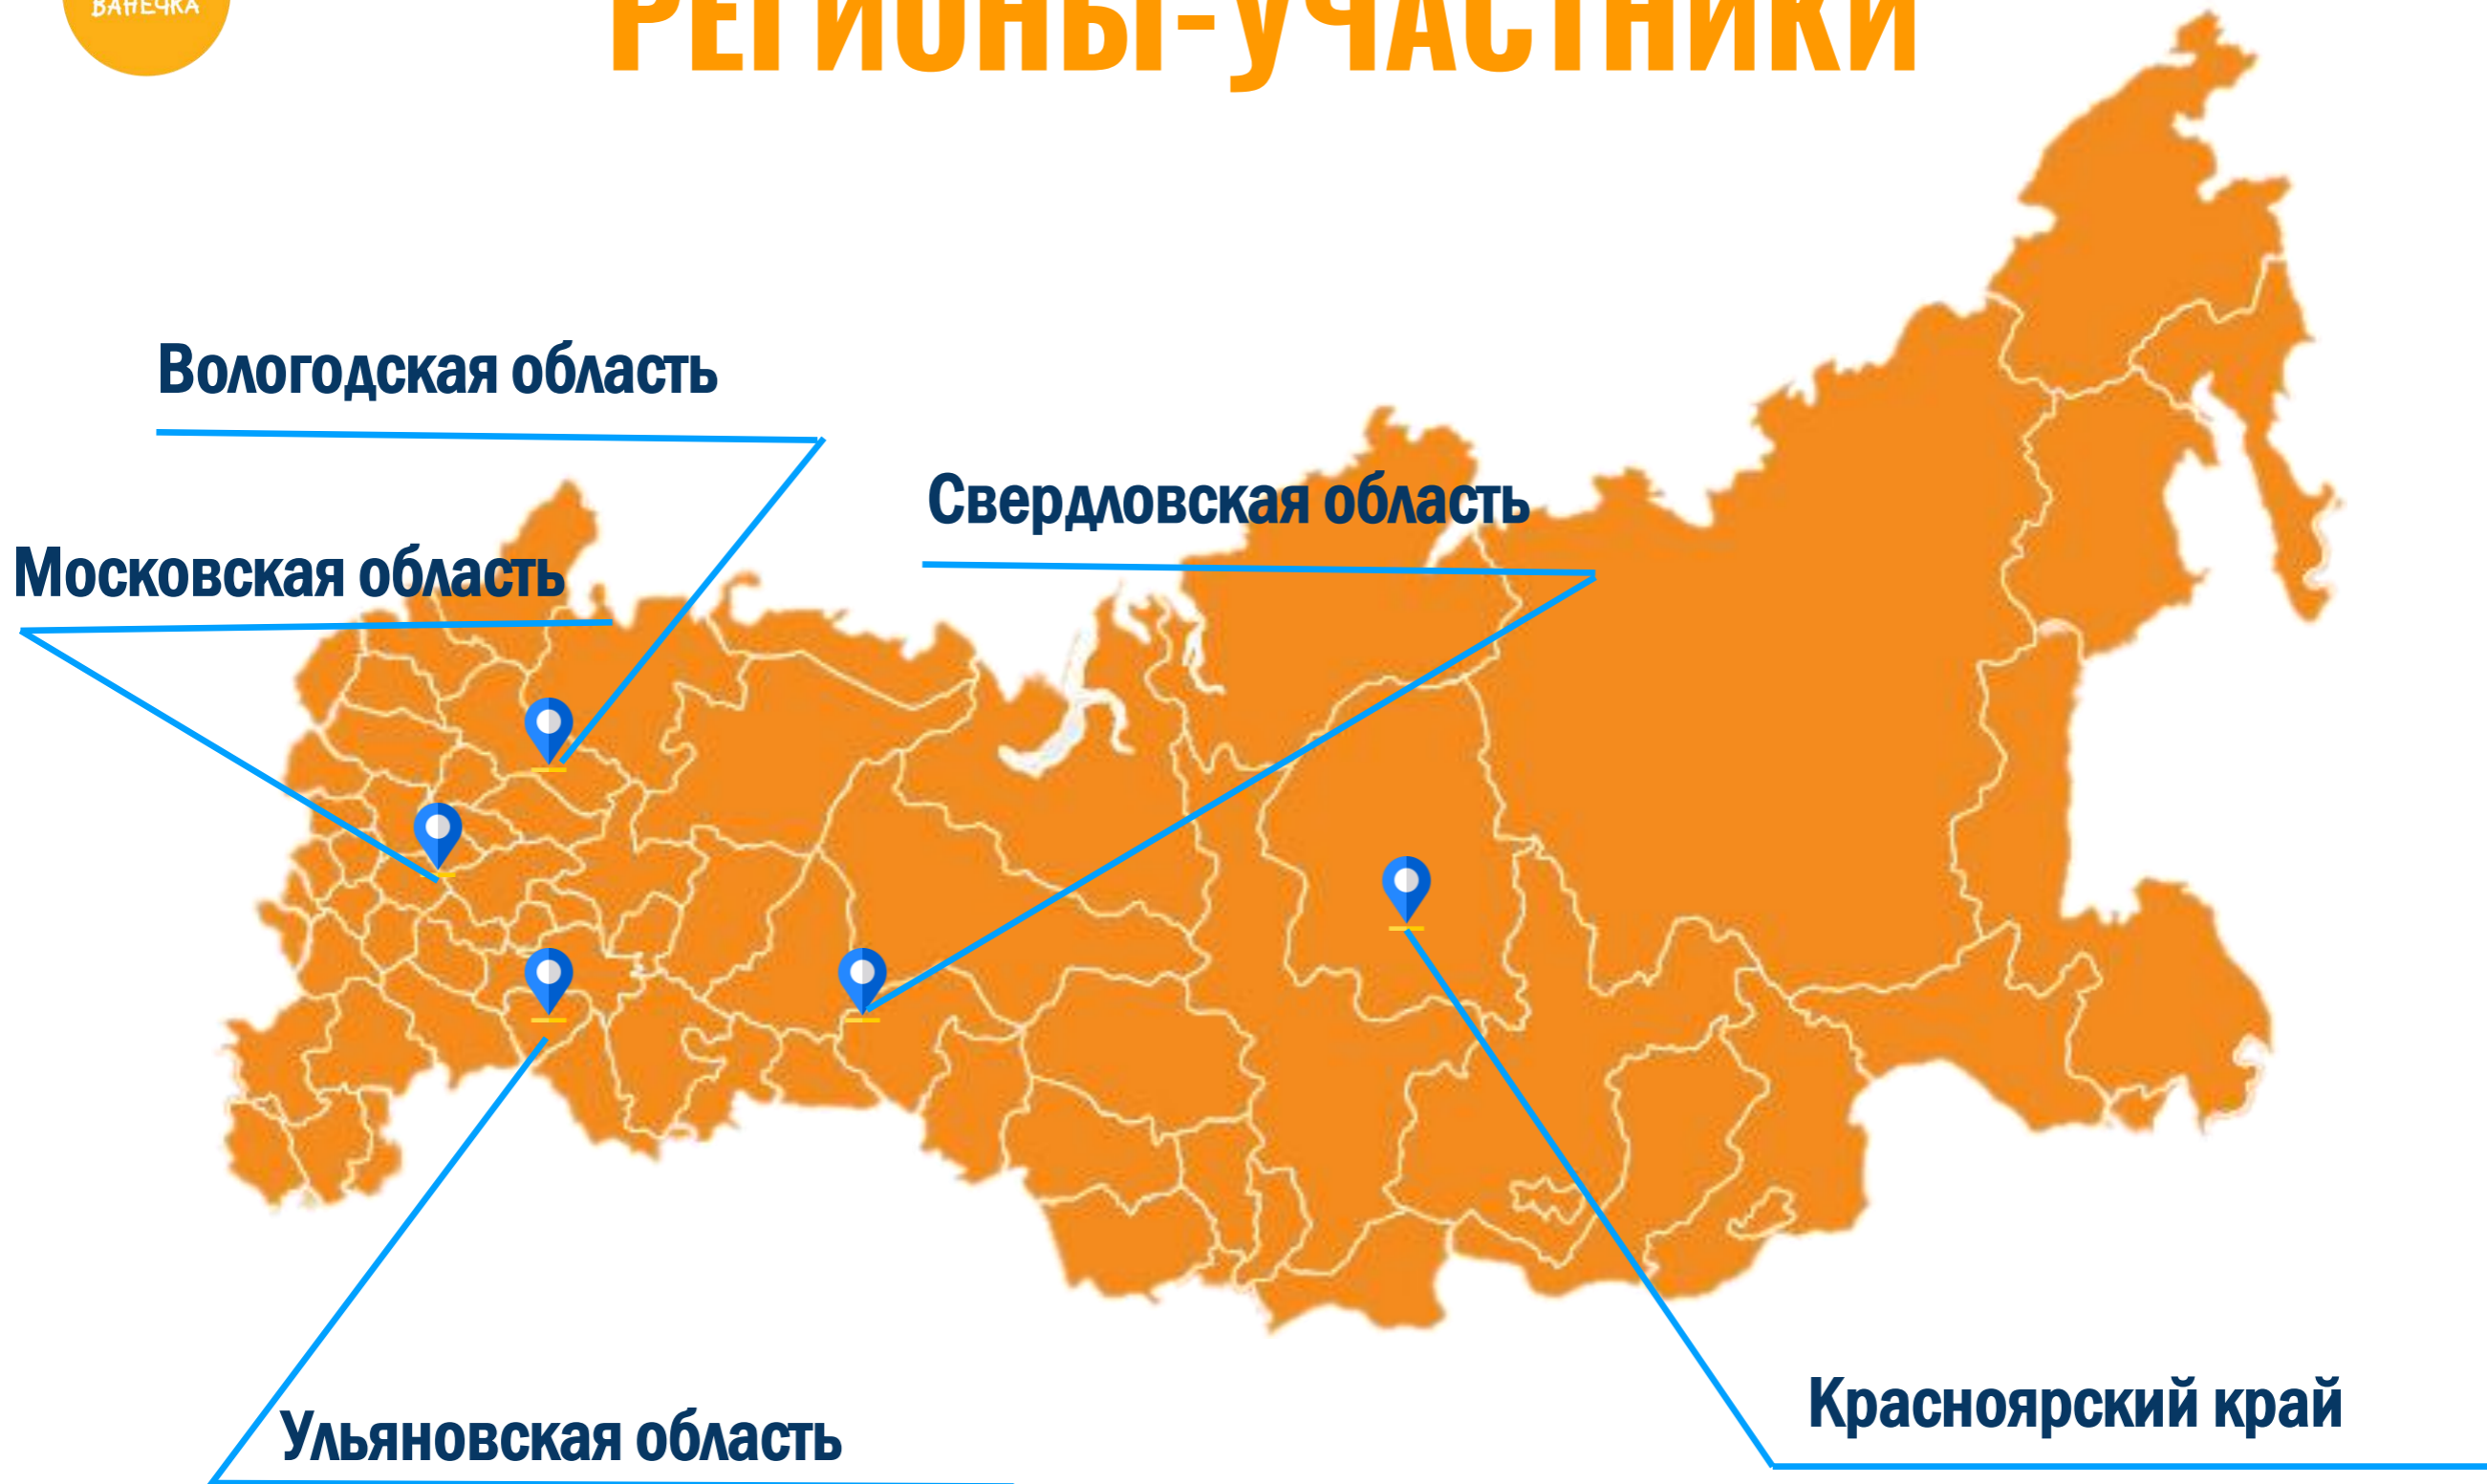 ВАНЕЧКА
РЕГИОНЫ-УЧАСТНИКИ
Вологодская область
Свердловская область
Московская область
Красноярский край
Ульяновская область